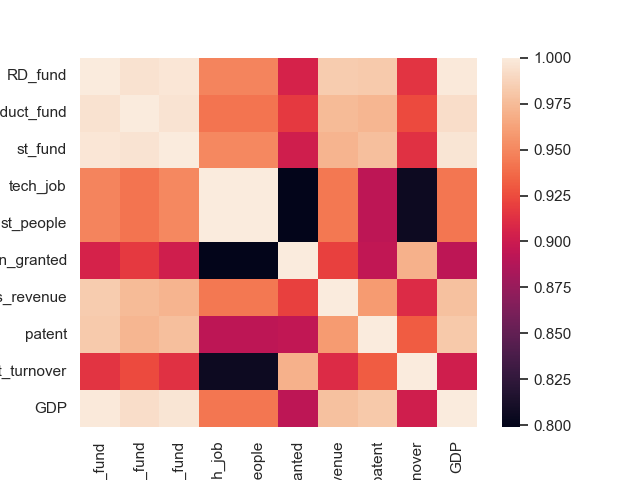 RD_fund
duct_fund
st_fund
tech_job
st_people
n_granted
s_revenue
patent
t_turnover
GDP
_fund
_fund
_fund
h_job
eople
anted
venue
patent
nover
GDP
1.000
0.975
0.950
0.925
0.900
0.875
0.850
0.825
0.800